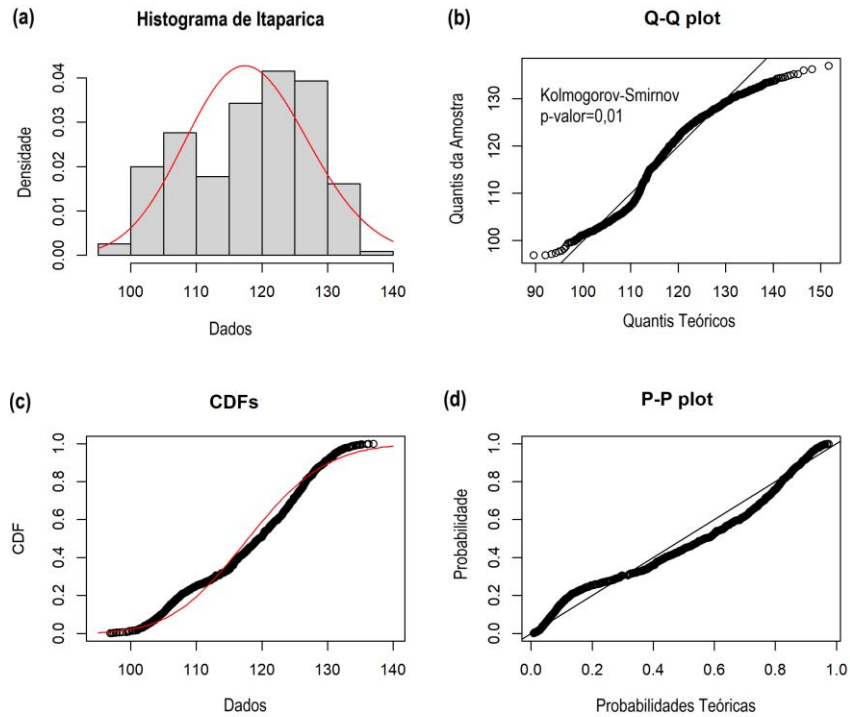 (a)
Histograma de Itaparica
Densidade
0.00 0.01 0.02 0.03 0.04
100 110 120 130 140
Dados
(b)
Q-Q plot
Kolmogorov-Smirnov
p-valor=0,01
Quantis da Amostra
100 110 120 130
90 100 110 120 130 140 150
Quantis Teóricos
(c)
CDFs
CDF
0.0 0.2 0.4 0.6 0.8 1.0
100 110 120 130 140
Dados
(d)
P-P plot
Probabilidade
0.0 0.2 0.4 0.6 0.8 1.0
0.0 0.2 0.4 0.6 0.8 1.0
Probabilidades Teóricas